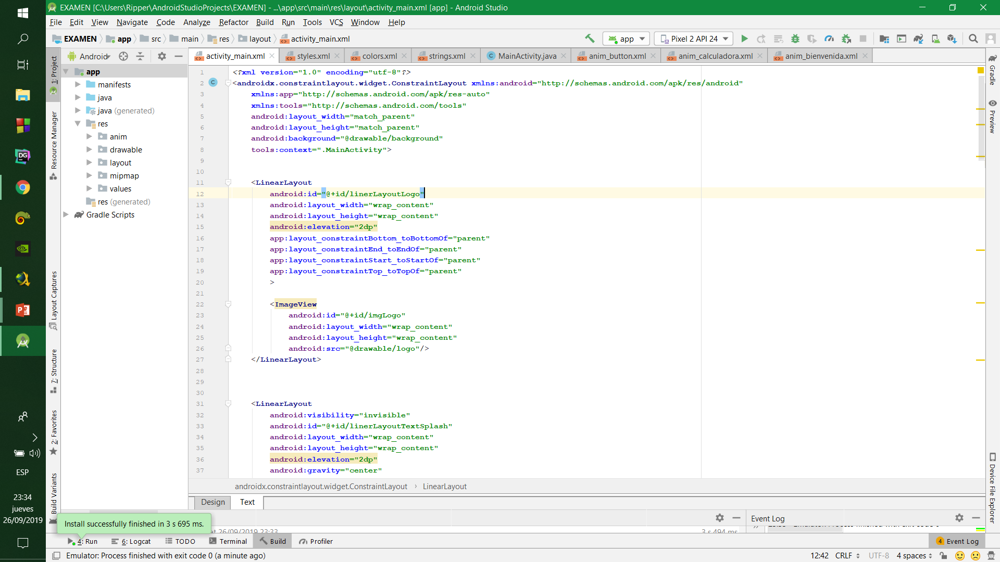 EXAMEN [C:\Users\Ripper\AndroidStudioProjects\EXAMEN] - ...\app\src\main\res\layout\activity_main.xml [app] - Android Studio
File Edit View Navigate Code Analyze Refactor Build Run Tools VCS Window Help
EXAMEN app src main res layout activity_main.xml app Pixel 2 API 24
Android activity_main.xml styles.xml colors.xml strings.xml MainActivity.java anim_button.xml anim_calculadora.xml anim_bienvenida.xml
1: Project
Resource Manager
Layout Captures
7: Structure
2: Favorites
Build Variants
app
manifests
java
java (generated)
res
anim
drawable
layout
mipmap
values
res (generated)
Gradle Scripts
1 <?xml version="1.0" encoding="utf-8"?>
2 <androidx.constraintlayout.widget.ConstraintLayout xmlns:android="http://schemas.android.com/apk/res/android"
3 xmlns:app="http://schemas.android.com/apk/res-auto"
4 xmlns:tools="http://schemas.android.com/tools"
5 android:layout_width="match_parent"
6 android:layout_height="match_parent"
7 android:background="@drawable/background"
8 tools:context=".MainActivity">
9
10
11 <LinearLayout
12 android:id="@+id/linerLayoutLogo"
13 android:layout_width="wrap_content"
14 android:layout_height="wrap_content"
15 android:elevation="2dp"
16 app:layout_constraintBottom_toBottomOf="parent"
17 app:layout_constraintEnd_toEndOf="parent"
18 app:layout_constraintStart_toStartOf="parent"
19 app:layout_constraintTop_toTopOf="parent"
20 >
21
22 <ImageView
23 android:id="@+id/imgLogo"
24 android:layout_width="wrap_content"
25 android:layout_height="wrap_content"
26 android:src="@drawable/logo"/>
27 </LinearLayout>
28
29
30
31 <LinearLayout
32 android:visibility="invisible"
33 android:id="@+id/linerLayoutTextSplash"
34 android:layout_width="wrap_content"
35 android:layout_height="wrap_content"
36 android:elevation="2dp"
37 android:gravity="center"
androidx.constraintlayout.widget.ConstraintLayout › LinearLayout
Design Text
Gradle
Preview
Device File Explorer
DG
ESP
23:34
jueves
26/09/2019
Install successfully finished in 3 s 695 ms.
Event Log
26/09/2019 23:33 3 s 494 ms
4: Run 6: Logcat TODO Terminal Build Profiler 4 Event Log
Emulator: Process finished with exit code 0 (a minute ago) 12:42 CRLF UTF-8 4 spaces